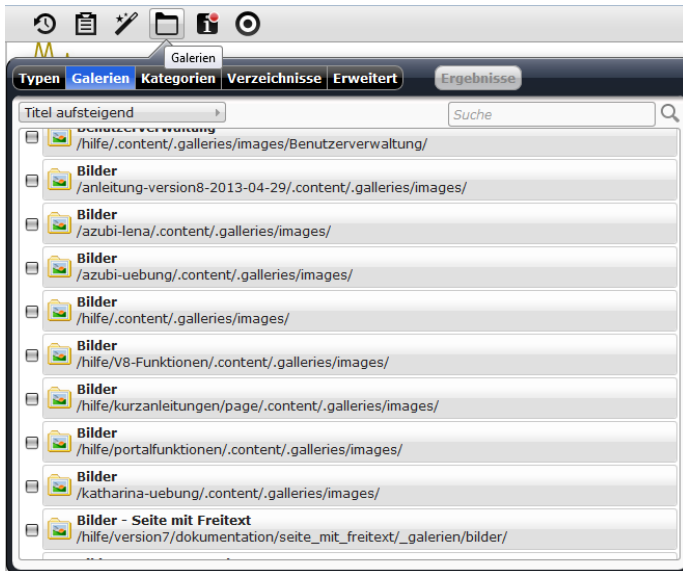 Galerien
Typen Galerien Kategorien Verzeichnisse Erweitert Ergebnisse
Titel aufsteigend Suche
Benutzerverwaltung
/hilfe/.content/.galleries/images/Benutzerverwaltung/
Bilder
/anleitung-version8-2013-04-29/.content/.galleries/images/
Bilder
/azubi-lena/.content/.galleries/images/
Bilder
/azubi-uebung/.content/.galleries/images/
Bilder
/hilfe/.content/.galleries/images/
Bilder
/hilfe/V8-Funktionen/.content/.galleries/images/
Bilder
/hilfe/kurzanleitungen/page/.content/.galleries/images/
Bilder
/hilfe/portalfunktionen/.content/.galleries/images/
Bilder
/katharina-uebung/.content/.galleries/images/
Bilder - Seite mit Freitext
/hilfe/version7/dokumentation/seite_mit_freitext/_galerien/bilder/